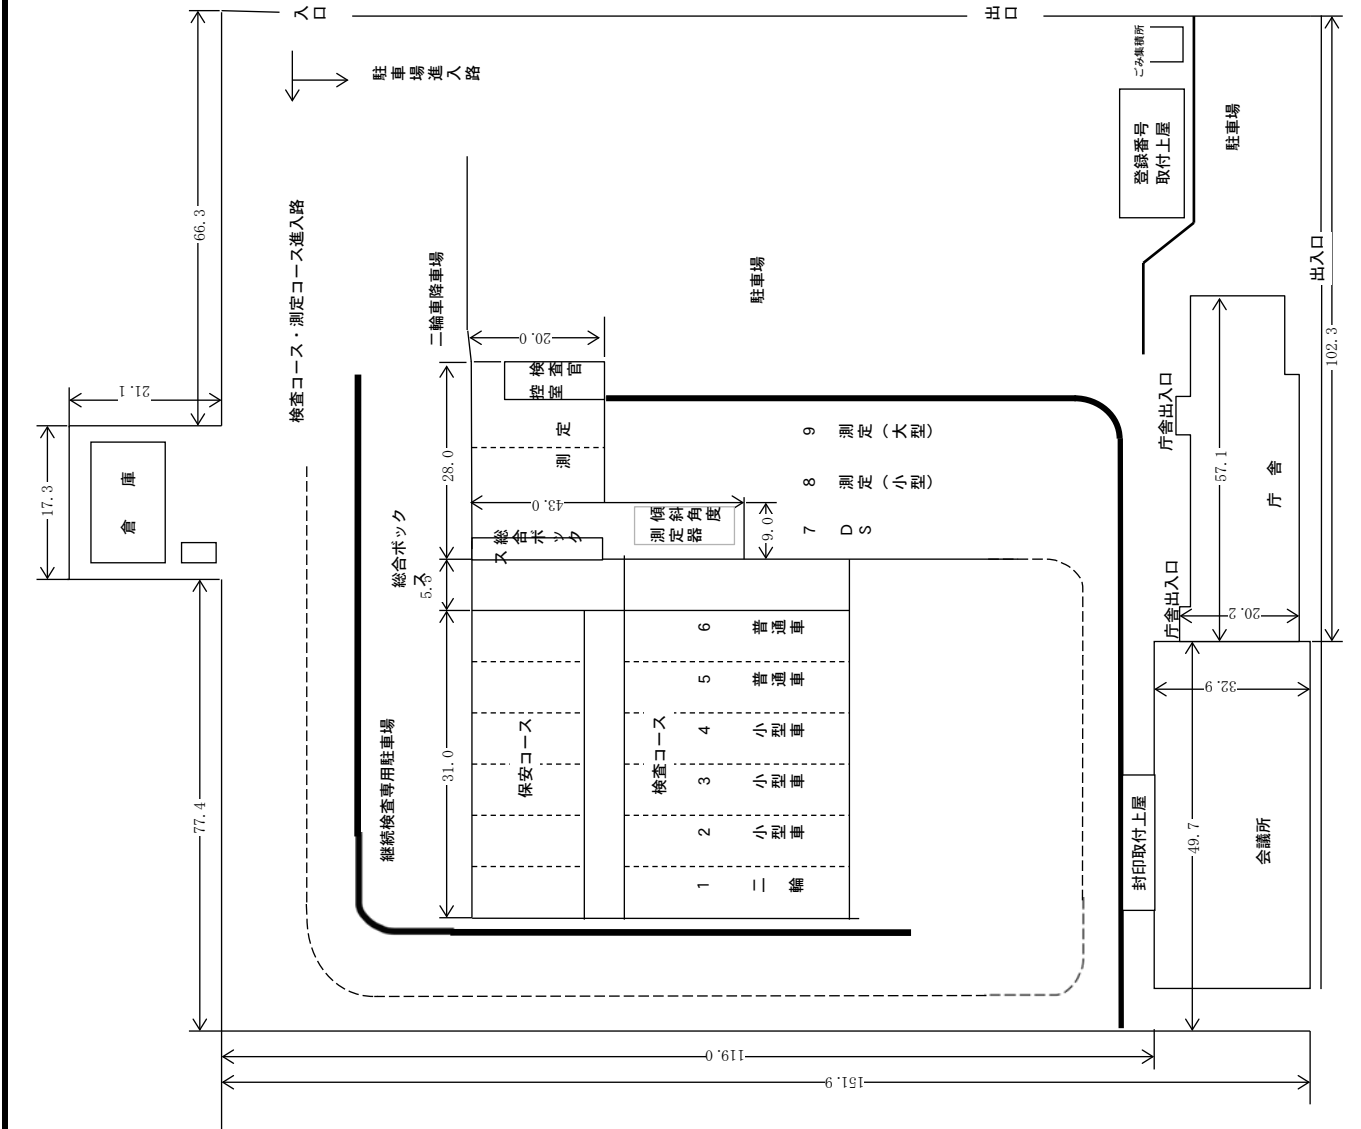 入口
出口
駐車場進入路
ごみ集積所
登録番号
取付上屋
駐車場
66.3
検査コース・測定コース進入路
二輪車降車場
駐車場
出入口
102.3
20.0
21.1
検査官
控室
庁舎出入口
測定
28.0
9 測定（大型）
8 測定（小型）
7 DS
57.1
庁舎
17.3
倉庫
43.0
傾斜角度
測定器
9.0
総合ボックス
総合ボックス
5.5
庁舎出入口
20.2
6 普通車
5 普通車
4 小型車
3 小型車
2 小型車
1 二輪
32.9
31.0
保安コース
検査コース
継続検査専用駐車場
77.4
封印取付上屋
49.7
会議所
119.0
151.9